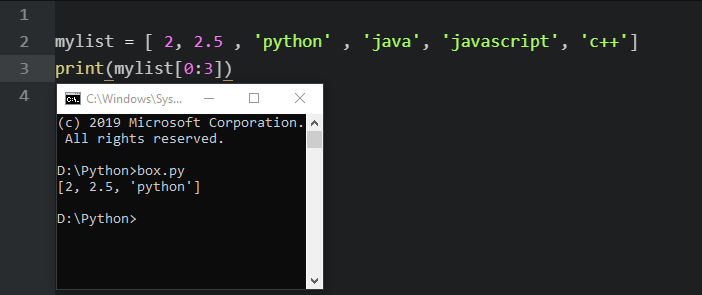 1
2 mylist = [ 2, 2.5 , 'python' , 'java', 'javascript', 'c++']
3 print(mylist[0:3])
4
C:\Windows\Sys...
(c) 2019 Microsoft Corporation.
All rights reserved.
D:\Python>box.py
[2, 2.5, 'python']
D:\Python>